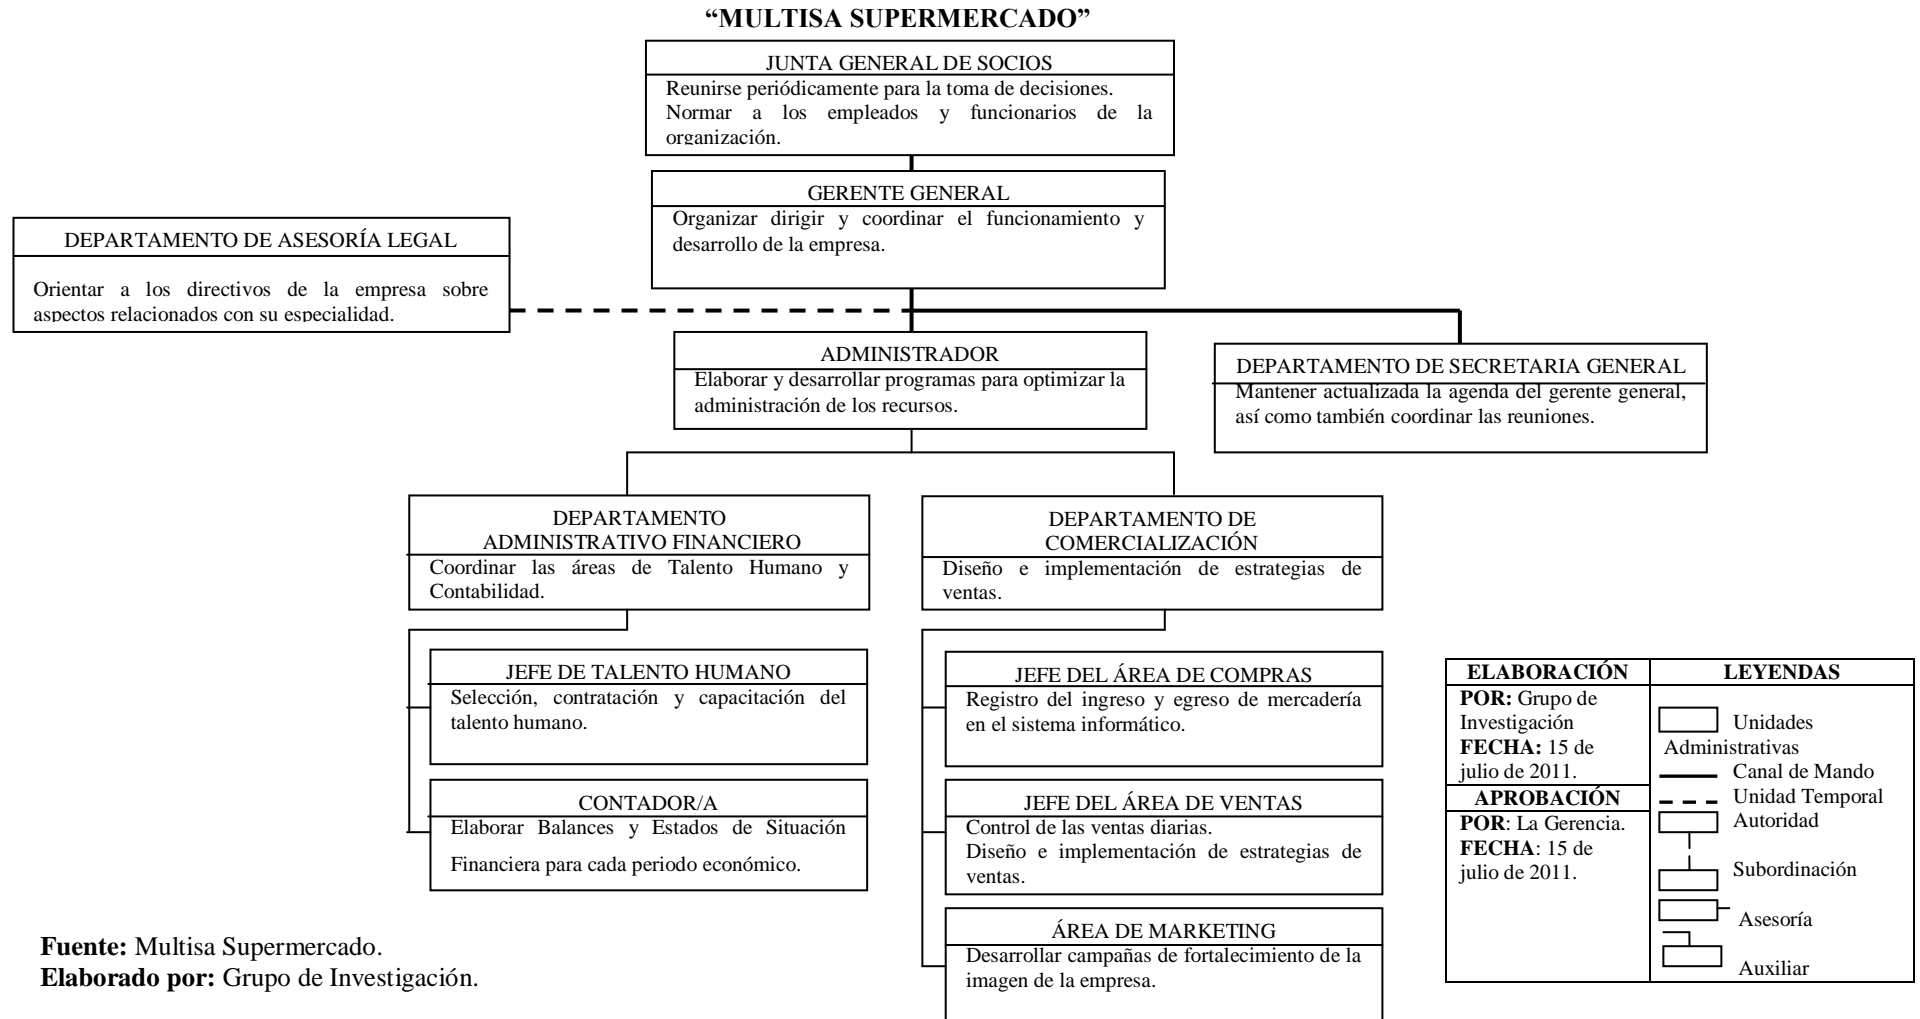 “MULTISA SUPERMERCADO”
JUNTA GENERAL DE SOCIOS
Reunirse periódicamente para la toma de decisiones.
Normar a los empleados y funcionarios de la
organización.
GERENTE GENERAL
Organizar dirigir y coordinar el funcionamiento y
desarrollo de la empresa.
DEPARTAMENTO DE ASESORÍA LEGAL
Orientar a los directivos de la empresa sobre
aspectos relacionados con su especialidad.
ADMINISTRADOR
Elaborar y desarrollar programas para optimizar la
administración de los recursos.
DEPARTAMENTO DE SECRETARIA GENERAL
Mantener actualizada la agenda del gerente general,
así como también coordinar las reuniones.
DEPARTAMENTO
ADMINISTRATIVO FINANCIERO
Coordinar las áreas de Talento Humano y
Contabilidad.
DEPARTAMENTO DE
COMERCIALIZACIÓN
Diseño e implementación de estrategias de
ventas.
JEFE DE TALENTO HUMANO
Selección, contratación y capacitación del
talento humano.
CONTADOR/A
Elaborar Balances y Estados de Situación
Financiera para cada periodo económico.
JEFE DEL ÁREA DE COMPRAS
Registro del ingreso y egreso de mercadería
en el sistema informático.
JEFE DEL ÁREA DE VENTAS
Control de las ventas diarias.
Diseño e implementación de estrategias de
ventas.
ÁREA DE MARKETING
Desarrollar campañas de fortalecimiento de la
imagen de la empresa.
ELABORACIÓN
POR: Grupo de
Investigación
FECHA: 15 de
julio de 2011.
APROBACIÓN
POR: La Gerencia.
FECHA: 15 de
julio de 2011.
LEYENDAS
Unidades
Administrativas
Canal de Mando
Unidad Temporal
Autoridad
Subordinación
Asesoría
Auxiliar
Fuente: Multisa Supermercado.
Elaborado por: Grupo de Investigación.